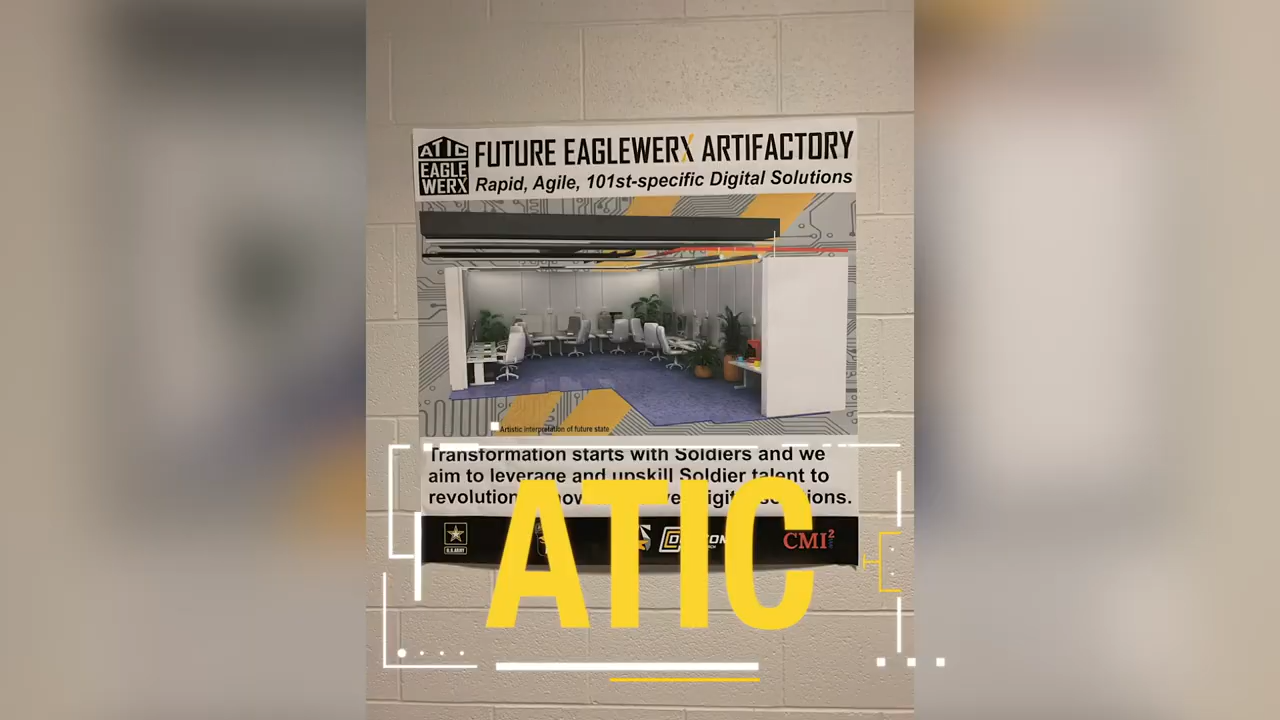 ATIC
EAGLE
WERX
FUTURE EAGLEWERX ARTIFACTORY
Rapid, Agile, 101st-specific Digital Solutions
Artistic interpretation of future state
Transformation starts with Soldiers and we
aim to leverage and upskill Soldier talent to
revolution
U.S. ARMY
CMI²
ATIC